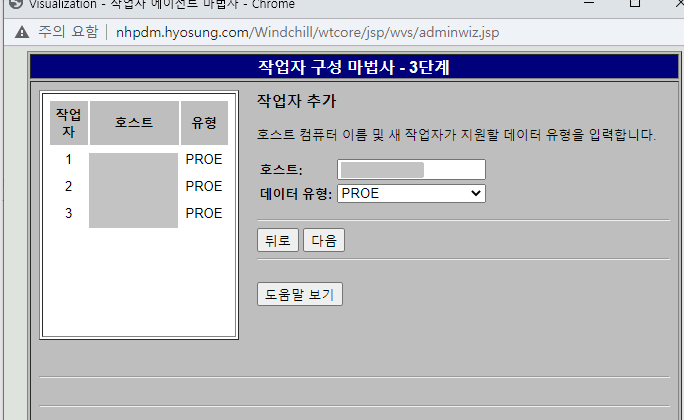 Visualization - 작업자 에이전트 마법사 - Chrome
주의 요함 | nhpdm.hyosung.com/Windchill/wtcore/jsp/wvs/adminwiz.jsp
작업자 구성 마법사 - 3단계
작업자 호스트 유형
1 PROE
2 PROE
3 PROE
작업자 추가
호스트 컴퓨터 이름 및 새 작업자가 지원할 데이터 유형을 입력합니다.
호스트:
데이터 유형: PROE
뒤로 다음
도움말 보기